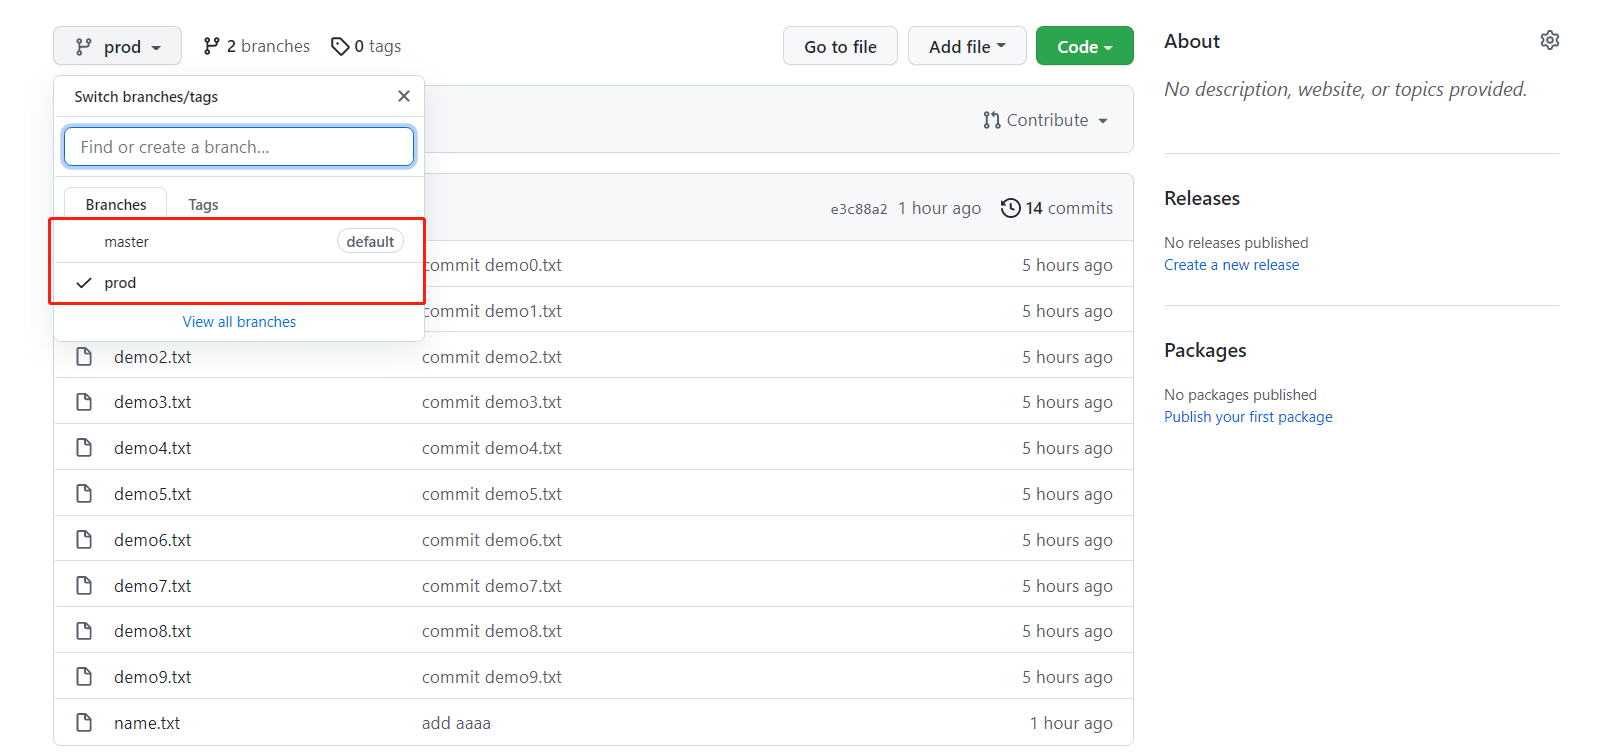 prod 2 branches 0 tags Go to file Add file Code
Switch branches/tags
Find or create a branch...
Branches Tags
master default
prod
View all branches
Contribute
e3c88a2 1 hour ago 14 commits
commit demo0.txt 5 hours ago
commit demo1.txt 5 hours ago
demo2.txt commit demo2.txt 5 hours ago
demo3.txt commit demo3.txt 5 hours ago
demo4.txt commit demo4.txt 5 hours ago
demo5.txt commit demo5.txt 5 hours ago
demo6.txt commit demo6.txt 5 hours ago
demo7.txt commit demo7.txt 5 hours ago
demo8.txt commit demo8.txt 5 hours ago
demo9.txt commit demo9.txt 5 hours ago
name.txt add aaaa 1 hour ago
About
No description, website, or topics provided.
Releases
No releases published
Create a new release
Packages
No packages published
Publish your first package